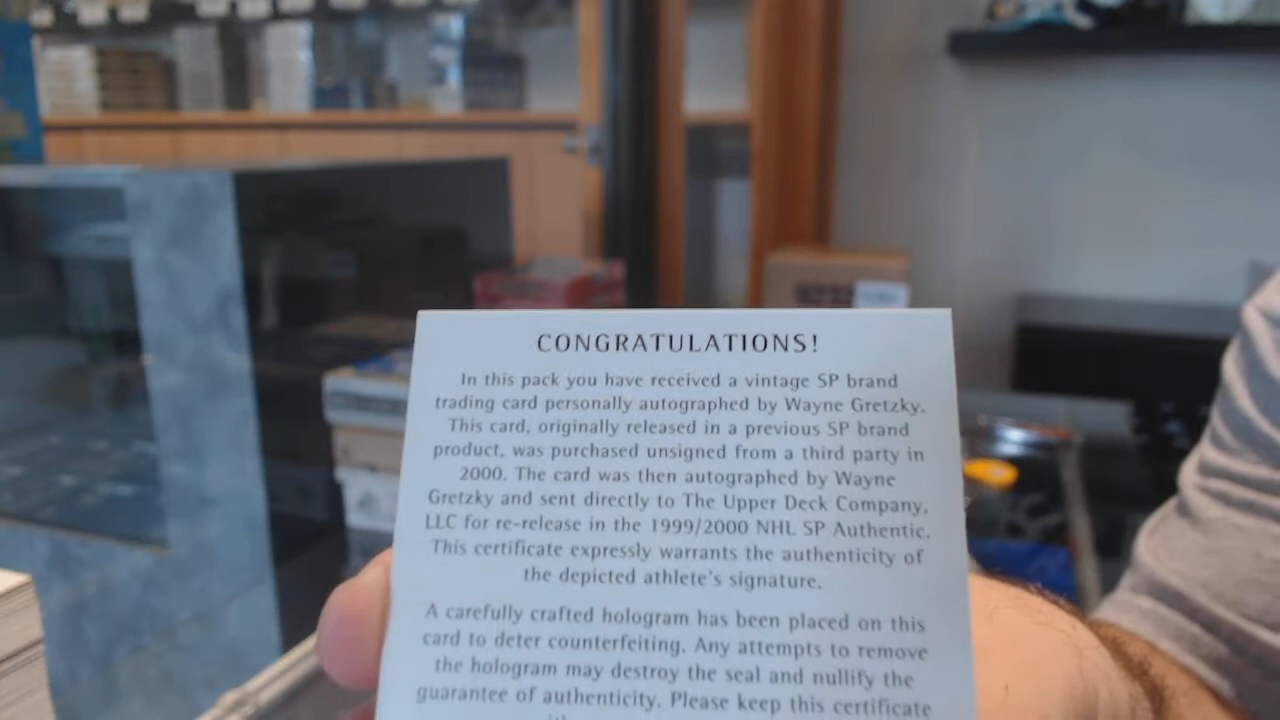 CONGRATULATIONS!
In this pack you have received a vintage SP brand
trading card personally autographed by Wayne Gretzky.
This card, originally released in a previous SP brand
product, was purchased unsigned from a third party in
2000. The card was then autographed by Wayne
Gretzky and sent directly to The Upper Deck Company,
LLC for re-release in the 1999/2000 NHL SP Authentic.
This certificate expressly warrants the authenticity of
the depicted athlete's signature.
A carefully crafted hologram has been placed on this
card to deter counterfeiting. Any attempts to remove
the hologram may destroy the seal and nullify the
guarantee of authenticity. Please keep this certificate